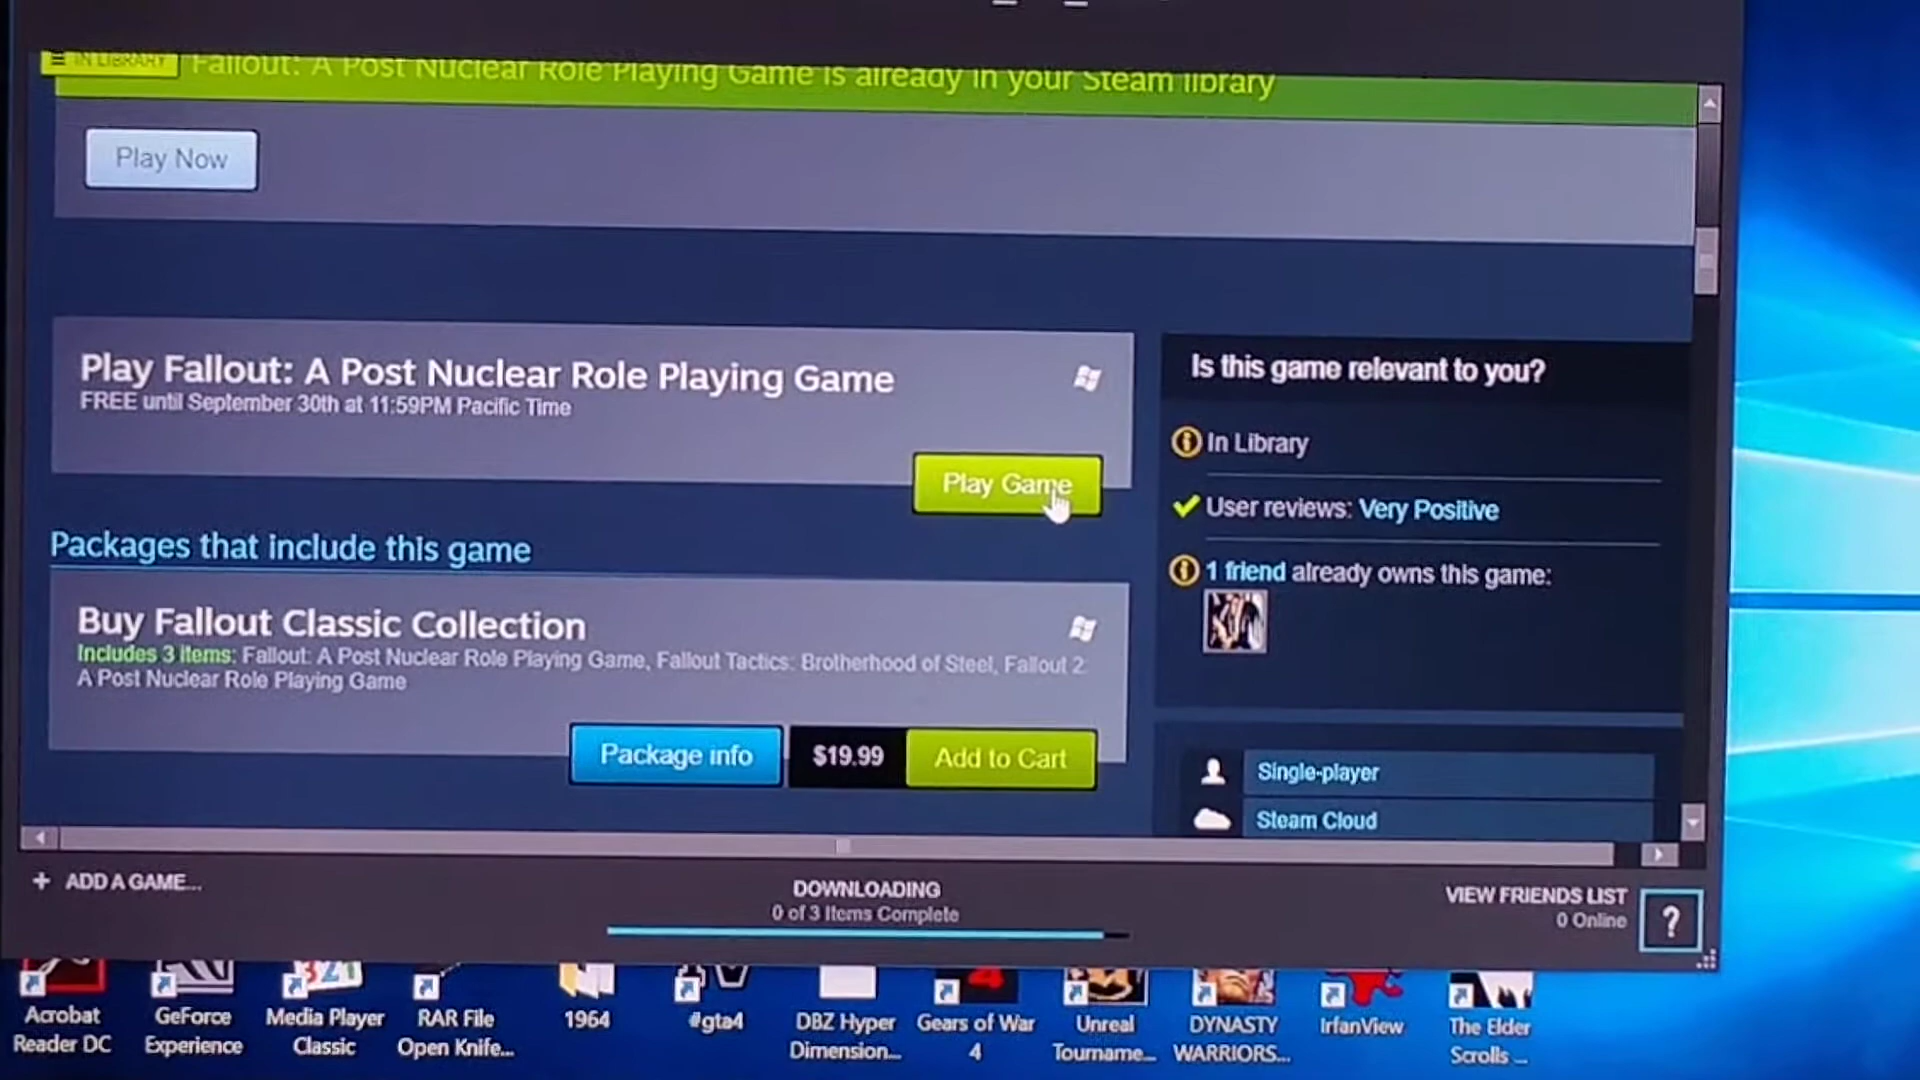 IN LIBRARY
Fallout: A Post Nuclear Role Playing Game is already in your Steam library
Play Now
Play Fallout: A Post Nuclear Role Playing Game
FREE until September 30th at 11:59PM Pacific Time
Play Game
Packages that include this game
Buy Fallout Classic Collection
Includes 3 items: Fallout: A Post Nuclear Role Playing Game, Fallout Tactics: Brotherhood of Steel, Fallout 2:
A Post Nuclear Role Playing Game
Package info
$19.99
Add to Cart
Is this game relevant to you?
In Library
User reviews: Very Positive
1 friend already owns this game:
Single-player
Steam Cloud
+ ADD A GAME...
DOWNLOADING
0 of 3 Items Complete
VIEW FRIENDS LIST
0 Online
?
Acrobat
Reader DC
GeForce
Experience
321
Media Player
Classic
RAR File
Open Knife...
1964
#gta4
DBZ Hyper
Dimension...
4
Gears of War
4
Unreal
Tourname...
DYNASTY
WARRIORS...
IrfanView
The Elder
Scrolls ...